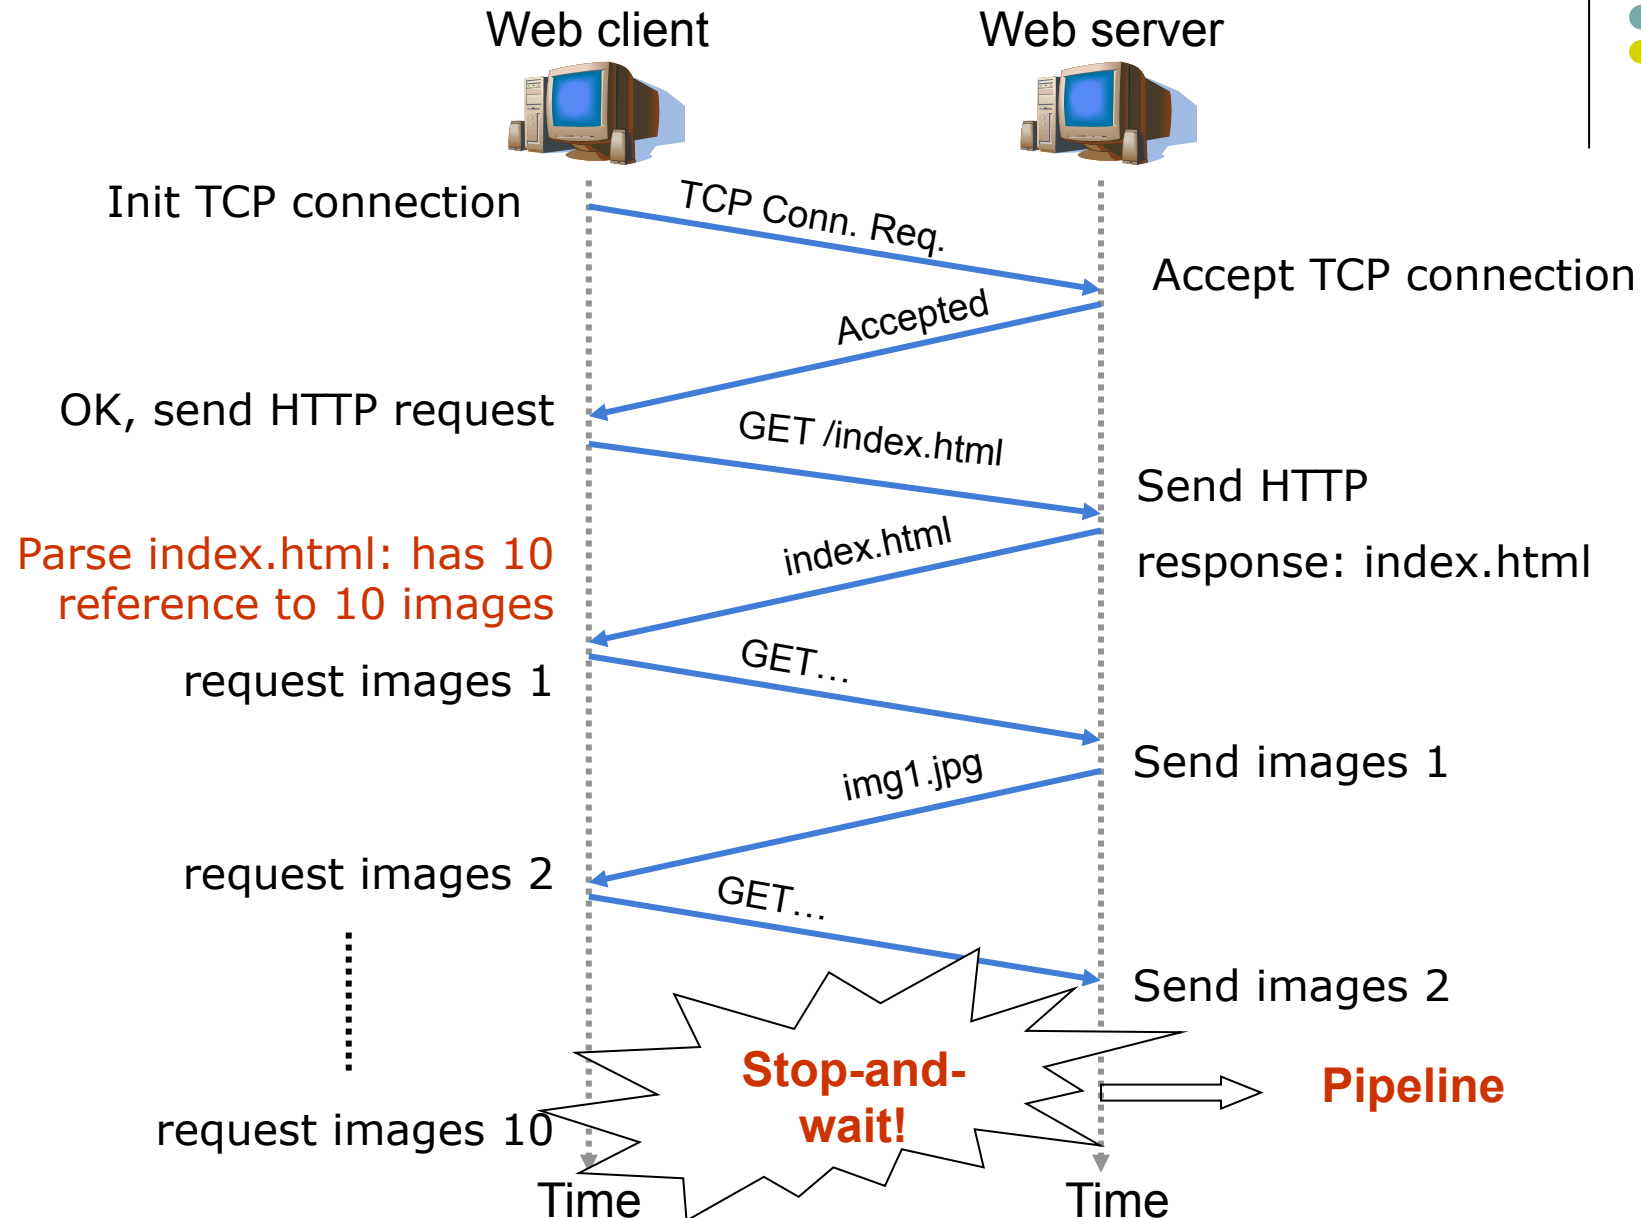 Web client
Web server
Init TCP connection
TCP Conn. Req.
Accept TCP connection
Accepted
OK, send HTTP request
GET /index.html
Send HTTP
response: index.html
index.html
Parse index.html: has 10
reference to 10 images
request images 1
GET...
Send images 1
img1.jpg
request images 2
GET...
Send images 2
Stop-and-
wait!
Pipeline
request images 10
Time
Time